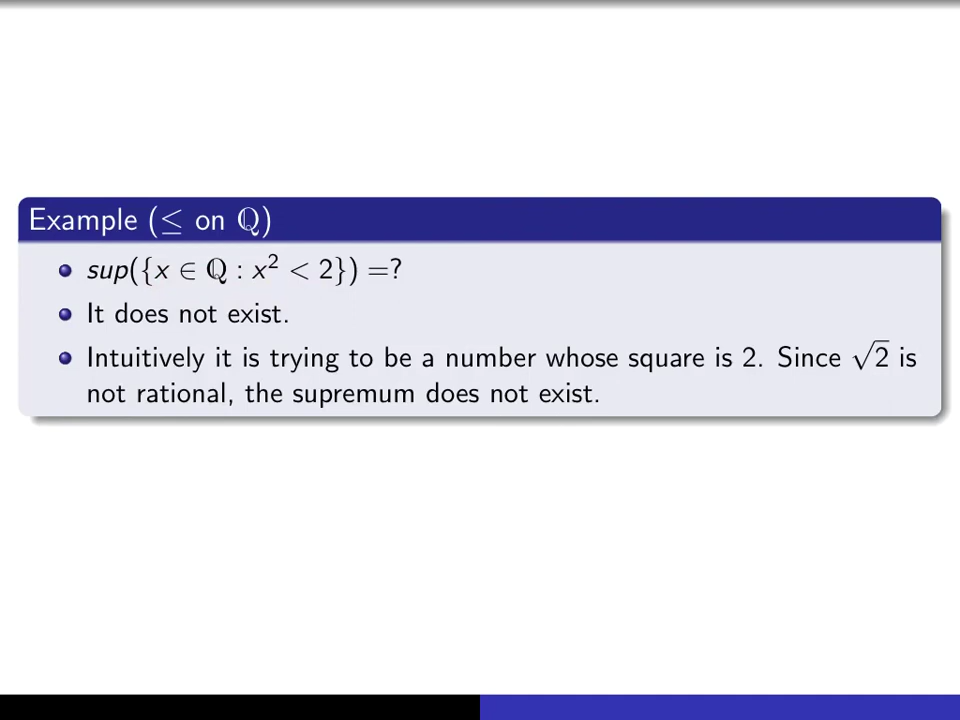 Example (≤ on ℚ)
sup({x ∈ ℚ : x² < 2}) =?
It does not exist.
Intuitively it is trying to be a number whose square is 2. Since √2 is
not rational, the supremum does not exist.